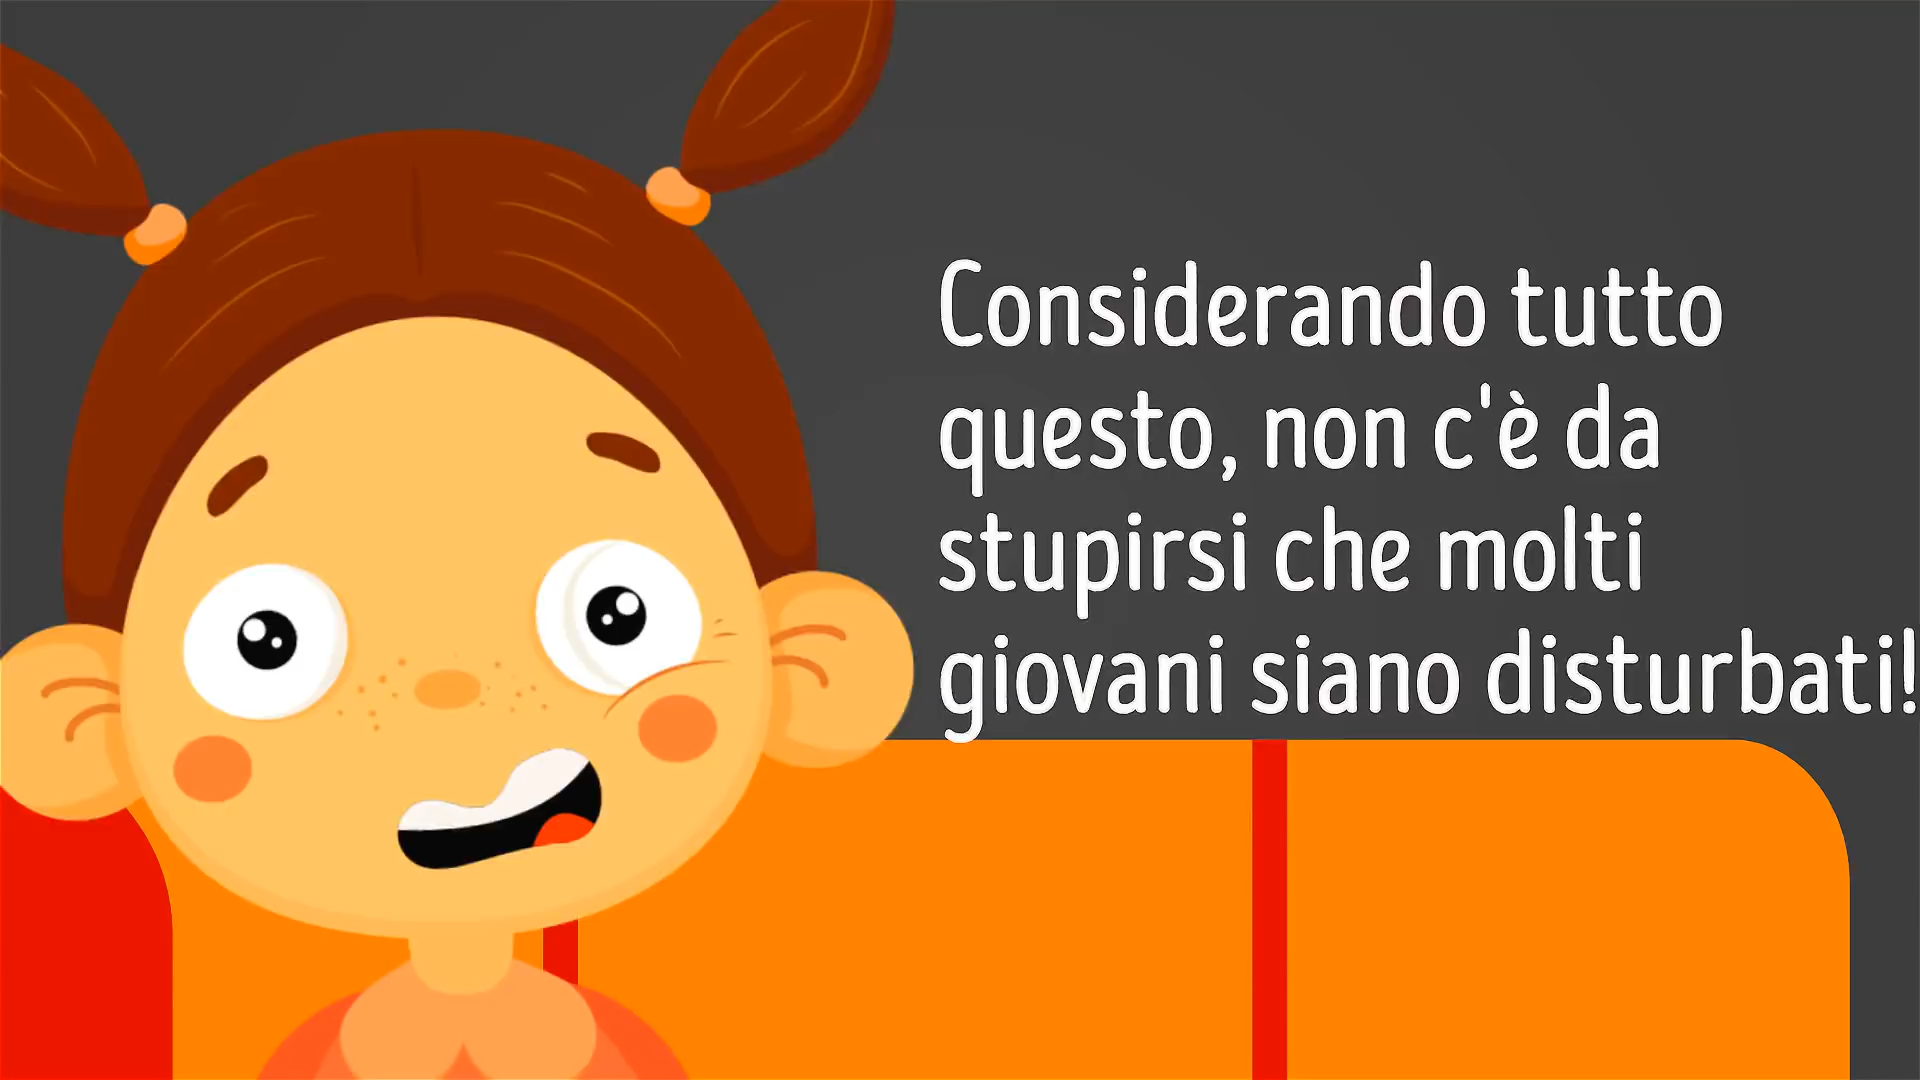 Considerando tutto
questo, non c'è da
stupirsi che molti
giovani siano disturbati!